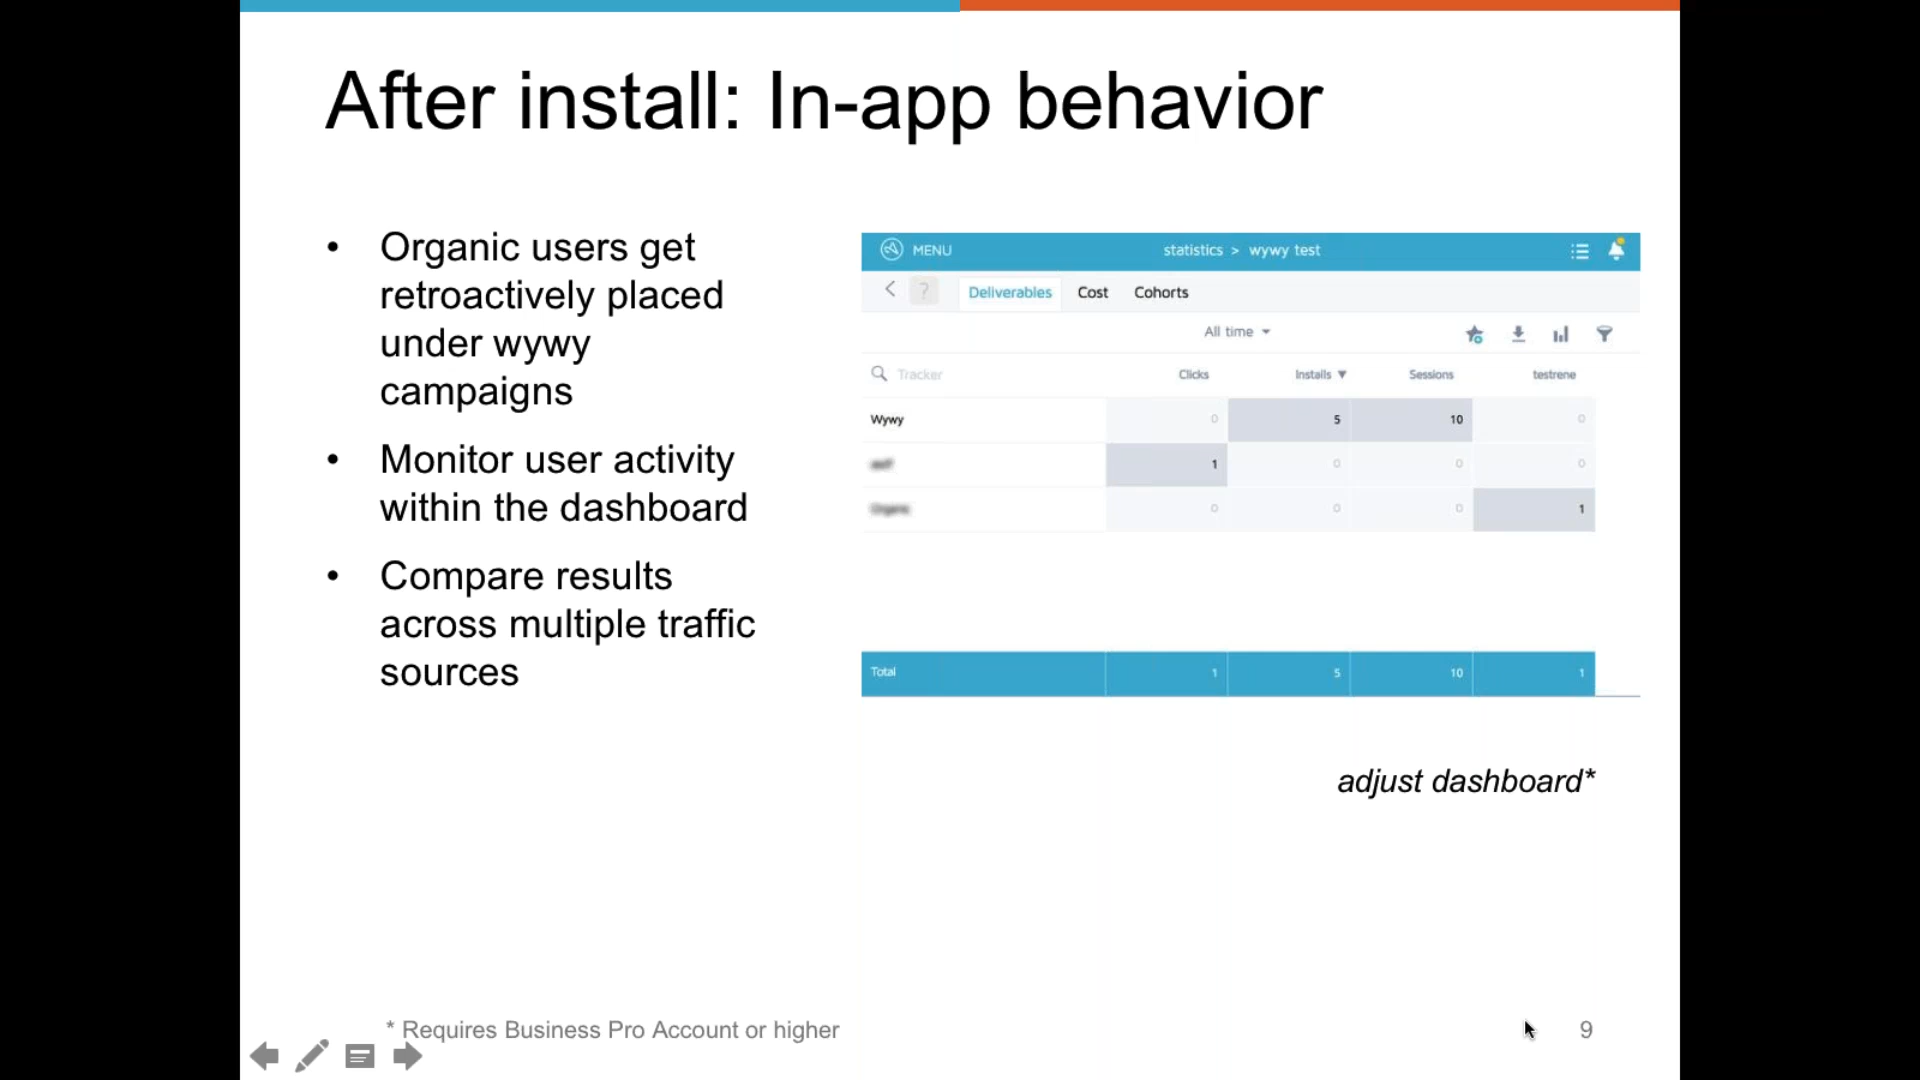 After install: In-app behavior
• Organic users get
retroactively placed
under wywy
campaigns
• Monitor user activity
within the dashboard
• Compare results
across multiple traffic
sources
MENU
statistics > wywy test
?
Deliverables Cost Cohorts
All time
Tracker Clicks Installs ▼ Sessions testrene
Wywy 0 5 10 0
1 0 0 0
0 0 0 1
Total 1 5 10 1
adjust dashboard*
* Requires Business Pro Account or higher
9